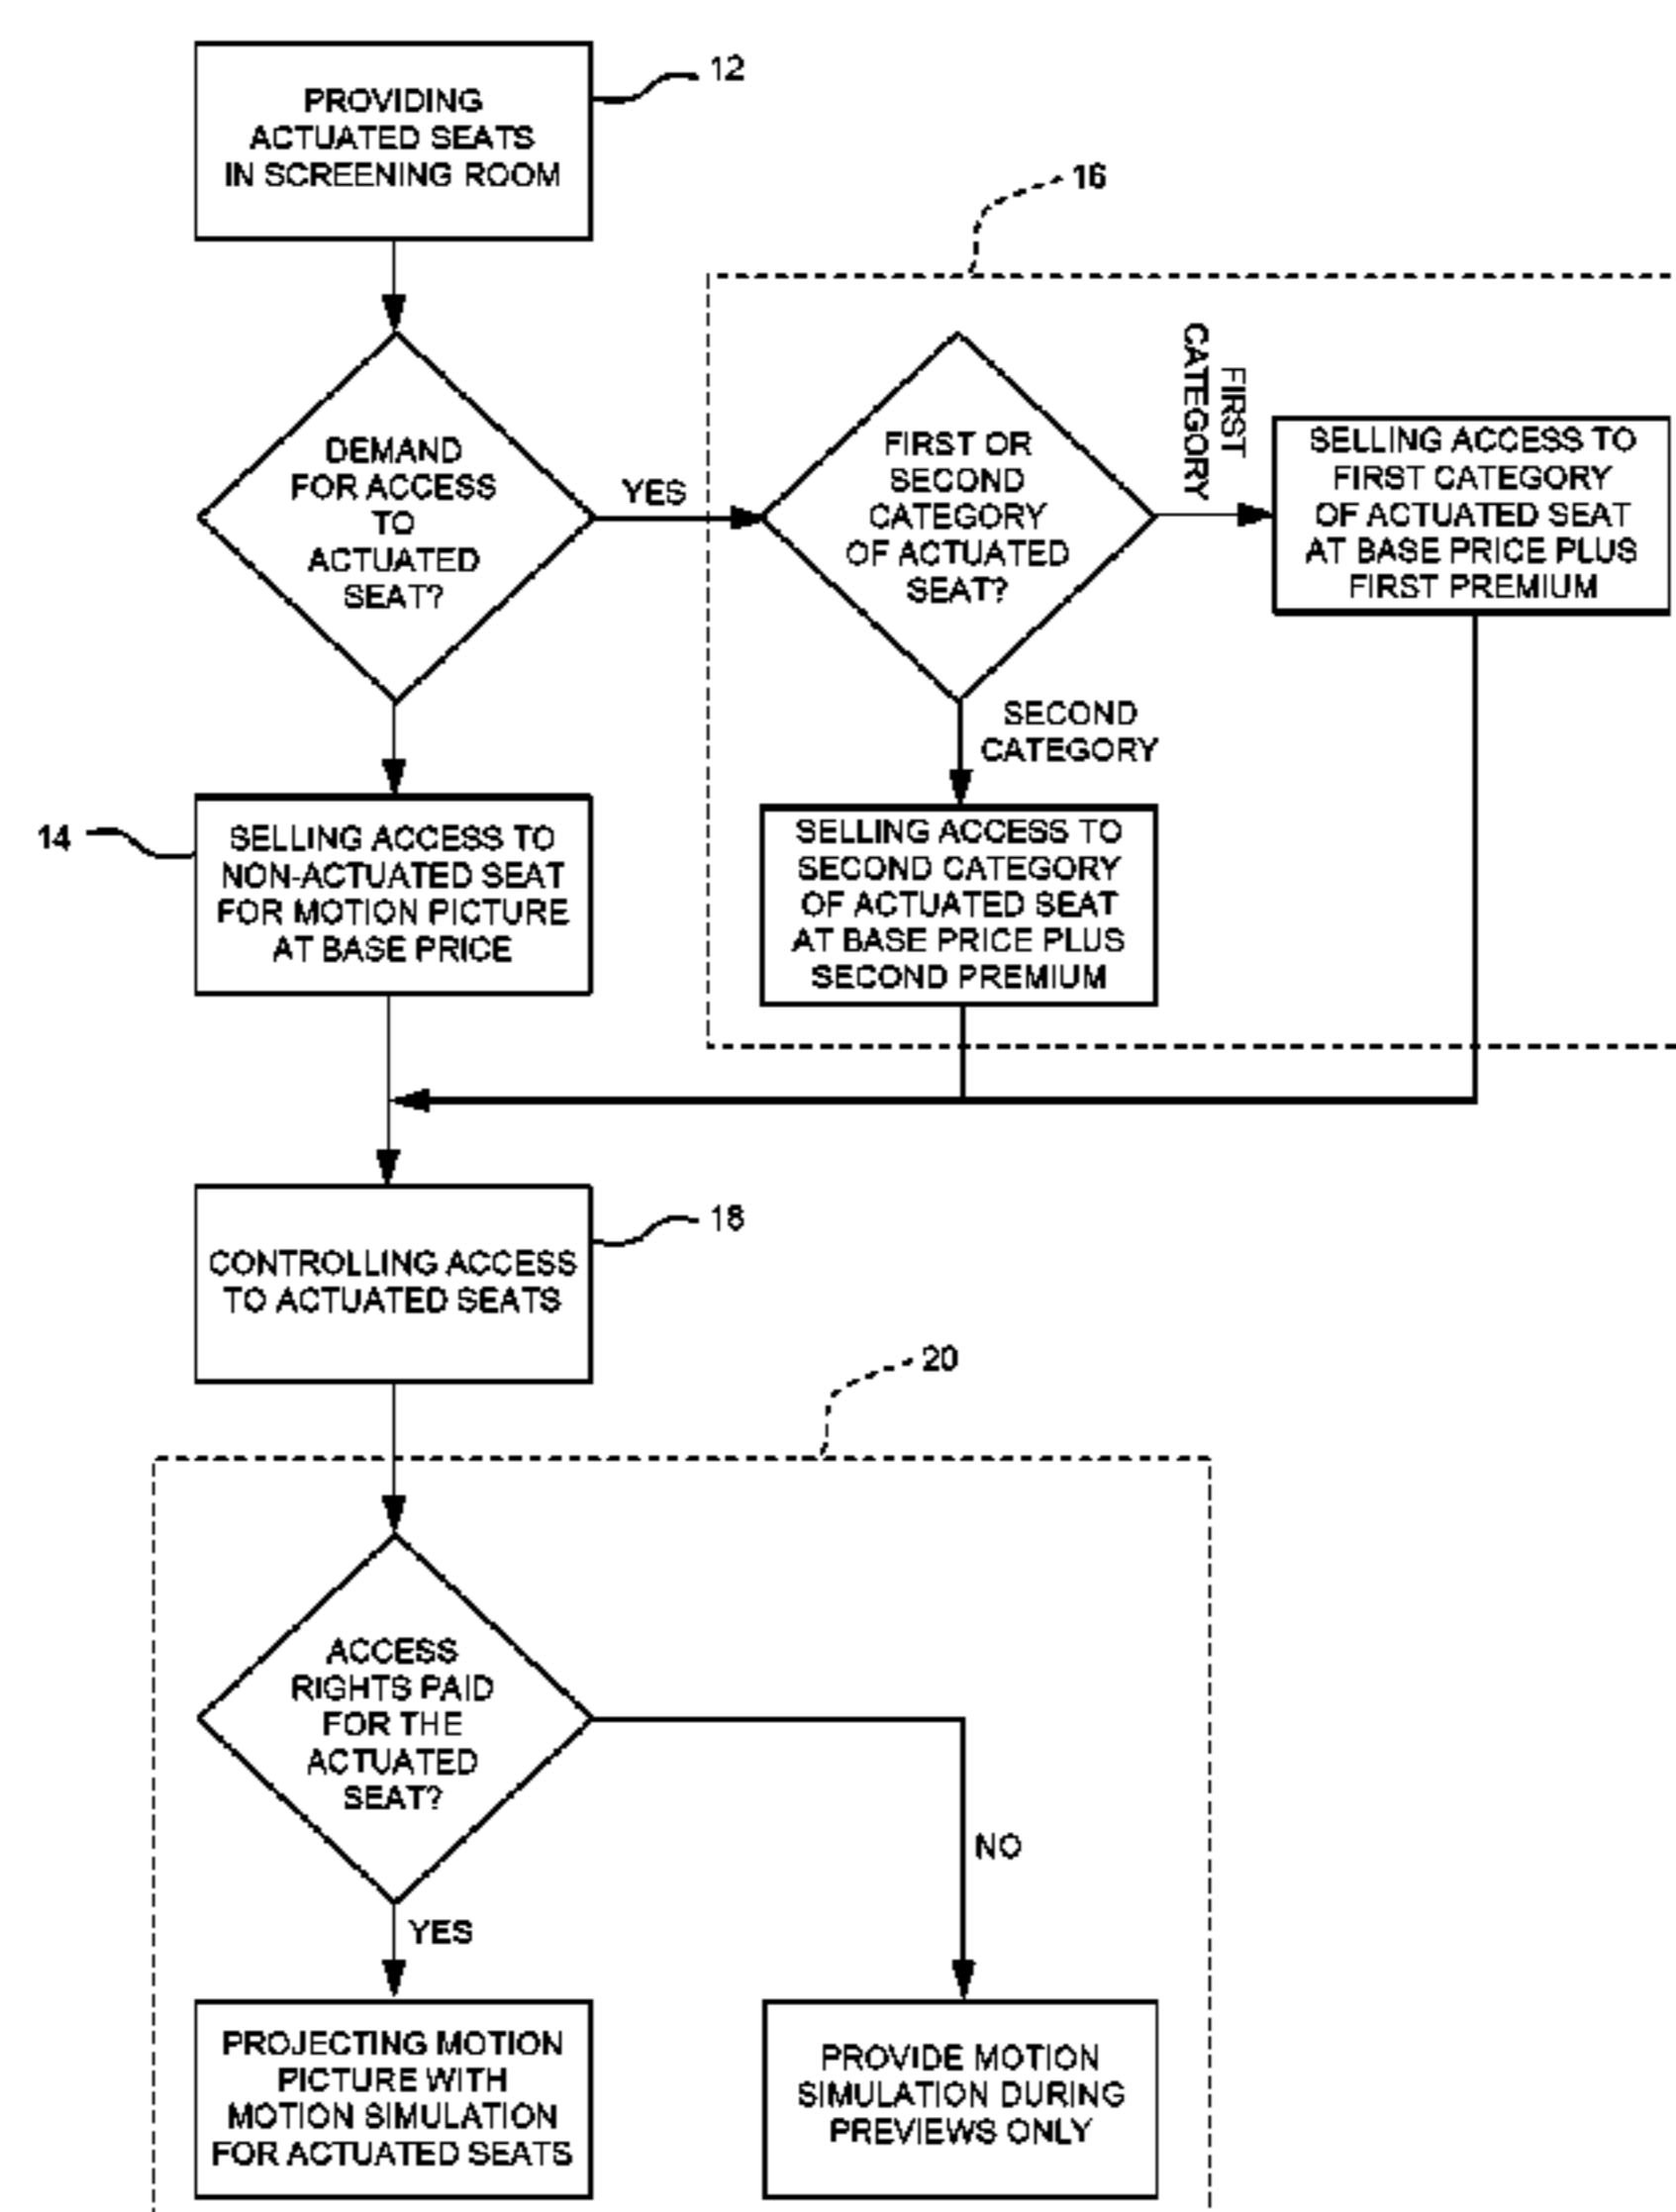 12
PROVIDING
ACTUATED SEATS
IN SCREENING ROOM
16
DEMAND
FOR ACCESS
TO
ACTUATED
SEAT?
YES
FIRST OR
SECOND
CATEGORY
OF ACTUATED
SEAT?
FIRST
CATEGORY
SELLING ACCESS TO
FIRST CATEGORY
OF ACTUATED SEAT
AT BASE PRICE PLUS
FIRST PREMIUM
SECOND
CATEGORY
14
SELLING ACCESS TO
NON-ACTUATED SEAT
FOR MOTION PICTURE
AT BASE PRICE
SELLING ACCESS TO
SECOND CATEGORY
OF ACTUATED SEAT
AT BASE PRICE PLUS
SECOND PREMIUM
18
CONTROLLING ACCESS
TO ACTUATED SEATS
20
ACCESS
RIGHTS PAID
FOR THE
ACTUATED
SEAT?
NO
YES
PROJECTING MOTION
PICTURE WITH
MOTION SIMULATION
FOR ACTUATED SEATS
PROVIDE MOTION
SIMULATION DURING
PREVIEWS ONLY